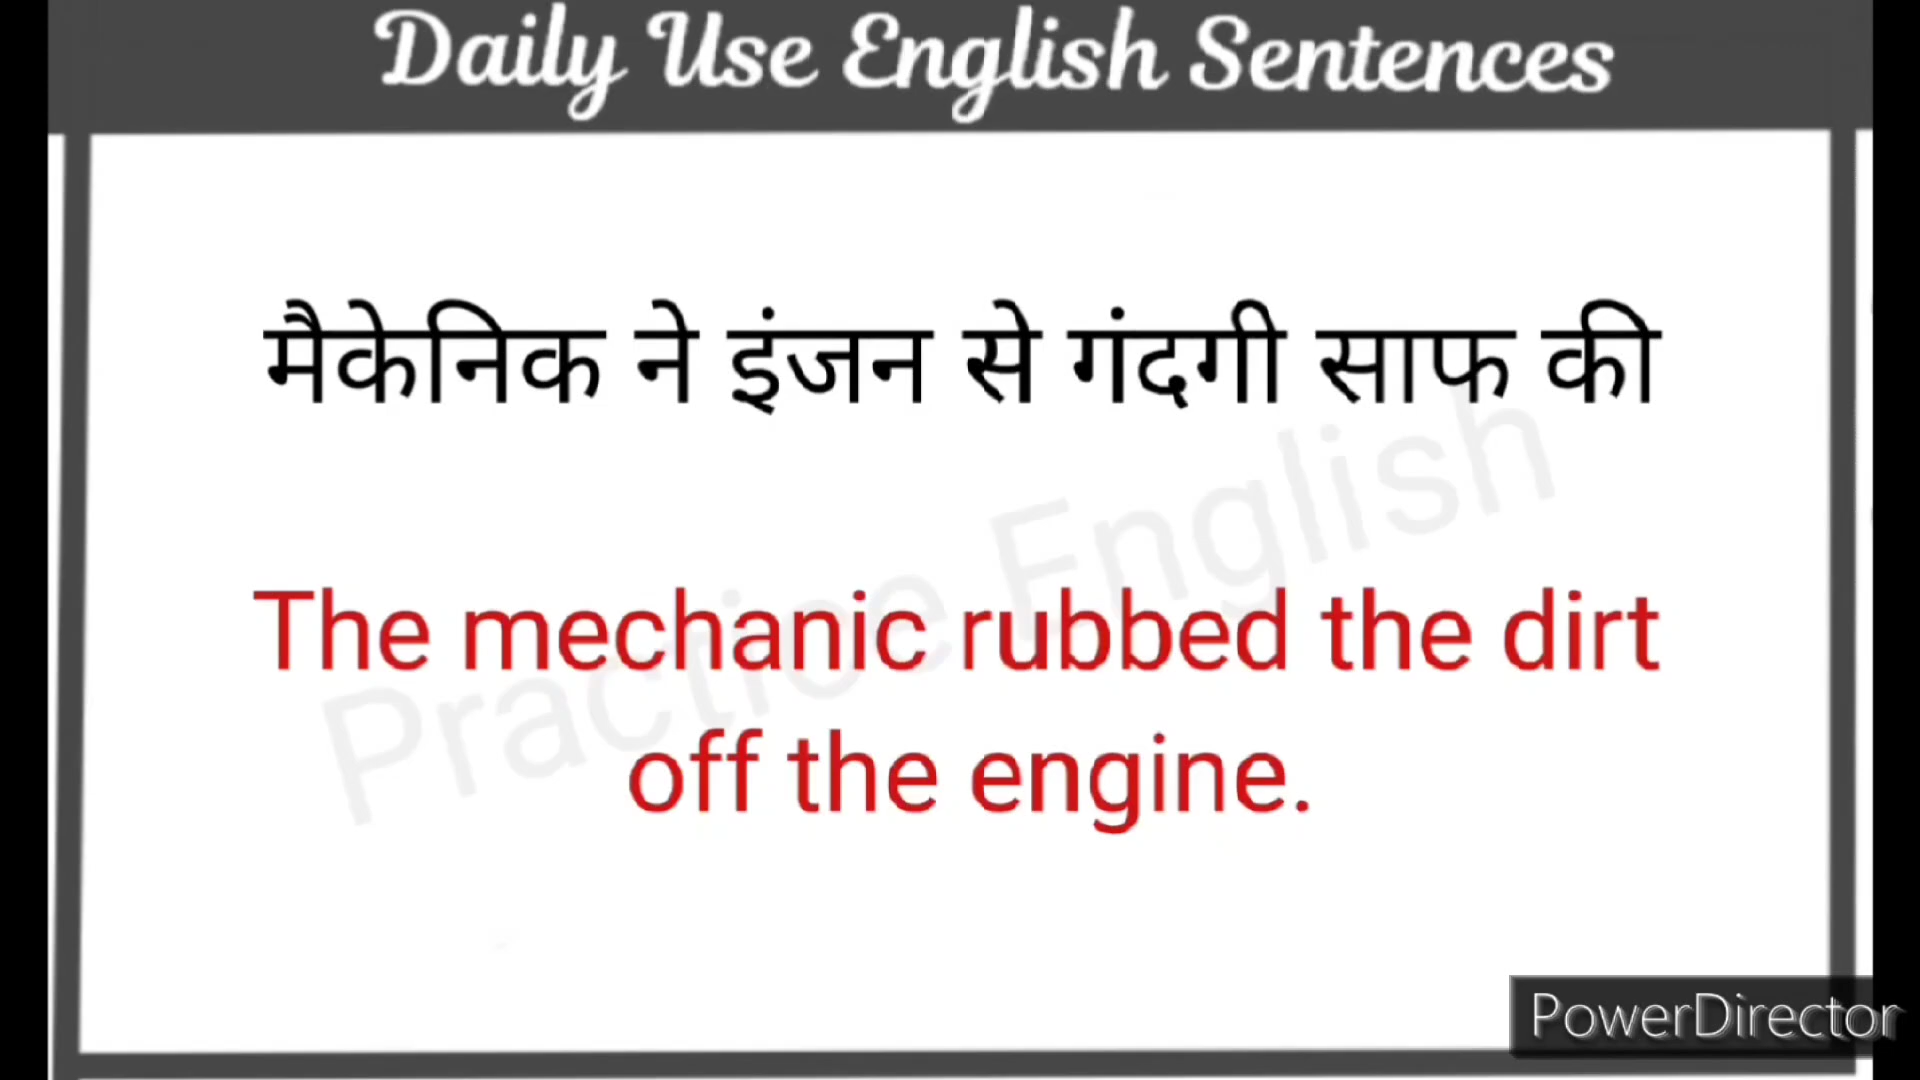 Daily Use English Sentences
मैकेनिक ने इंजन से गंदगी साफ की
Practice English
The mechanic rubbed the dirt
off the engine.
PowerDirector